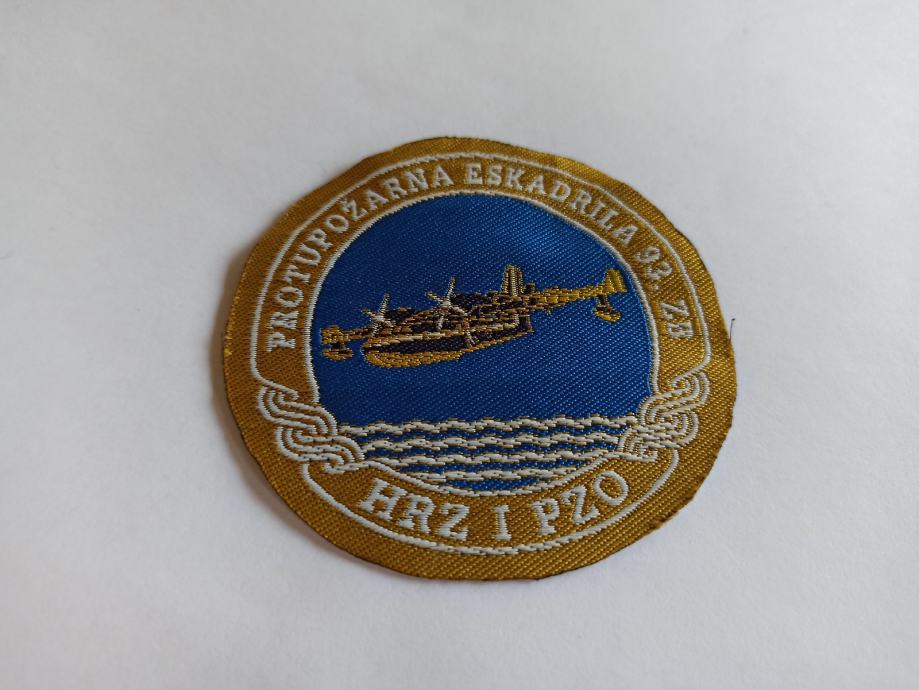 PROTUPOŽARNA ESKADRILA 93. ZB
HRZ I PZO